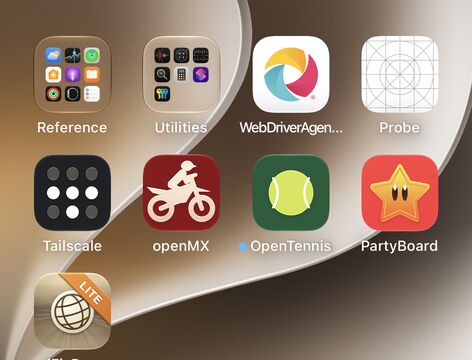 Reference
Utilities
WebDriverAgen...
Probe
Tailscale
openMX
OpenTennis
PartyBoard
LITE